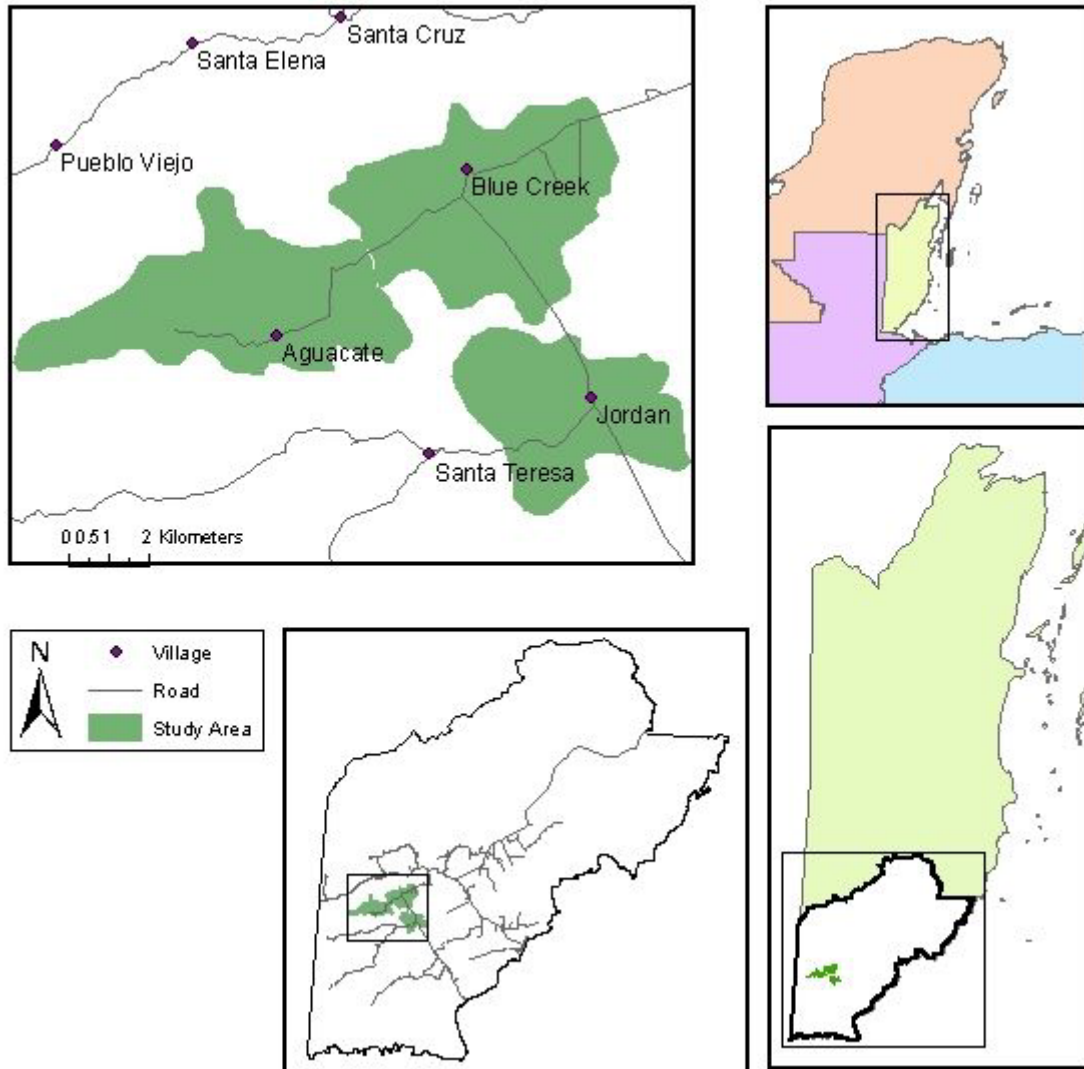 Santa Cruz
Santa Elena
Pueblo Viejo
Blue Creek
Aguacate
Jordan
Santa Teresa
0 0.5 1 2 Kilometers
N
Village
Road
Study Area